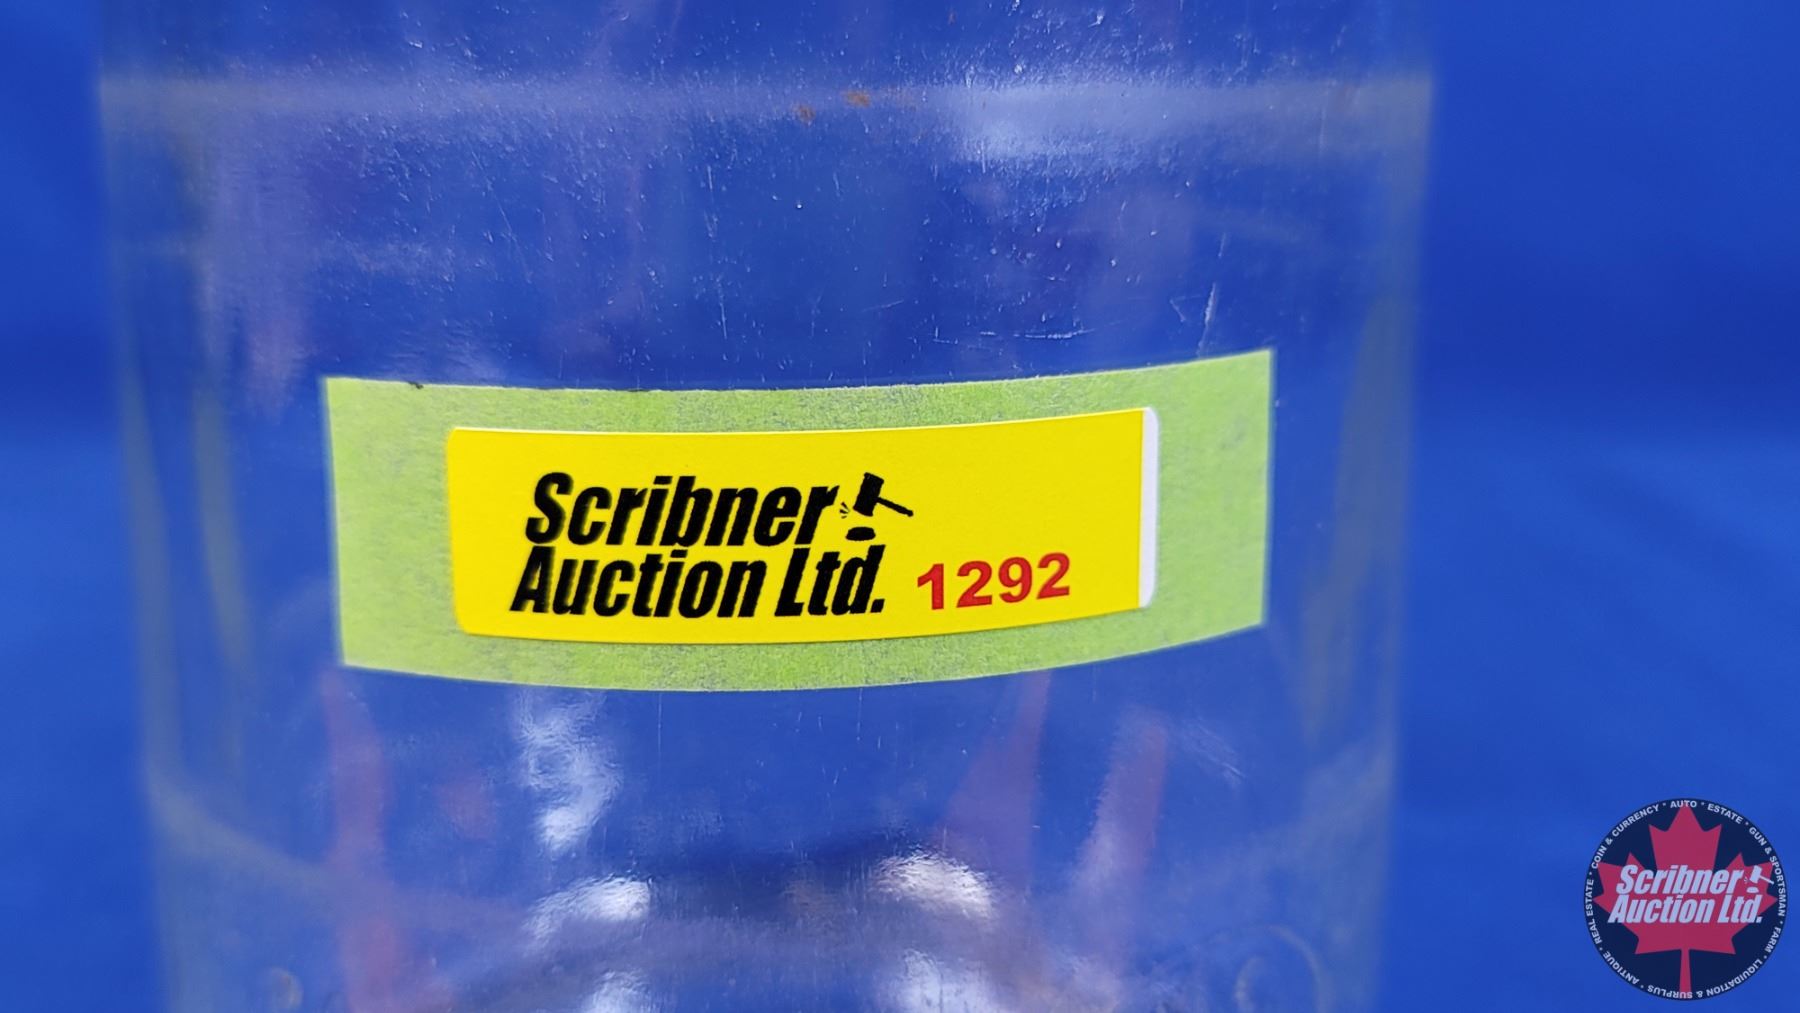 Scribner
Auction Ltd. 1292
COIN & CURRENCY * AUTO * ESTATE * GUN & SPORTSMAN * FARM * LIQUIDATION & SURPLUS * ANTIQUE * REAL ESTATE *
Scribner
Auction Ltd.